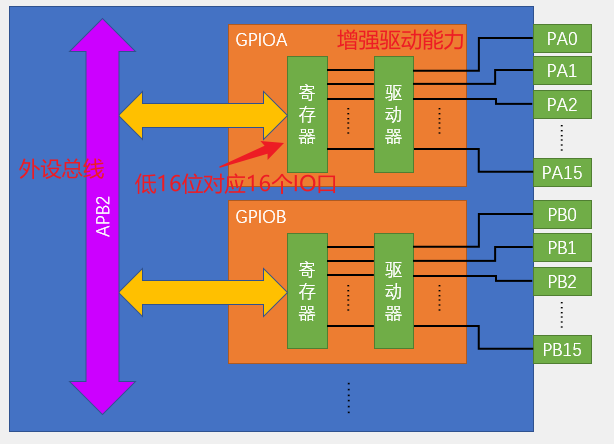 GPIOA
增强驱动能力
寄存器
驱动器
PA0
PA1
PA2
PA15
外设总线
APB2
低16位对应16个IO口
GPIOB
寄存器
驱动器
PB0
PB1
PB2
PB15